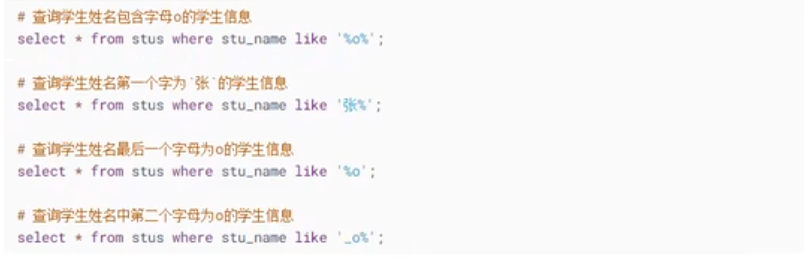 # 查询学生姓名包含字母o的学生信息
select * from stus where stu_name like '%o%';
# 查询学生姓名第一个字为`张`的学生信息
select * from stus where stu_name like '张%';
# 查询学生姓名最后一个字母为o的学生信息
select * from stus where stu_name like '%o';
# 查询学生姓名中第二个字母为o的学生信息
select * from stus where stu_name like '_o%';